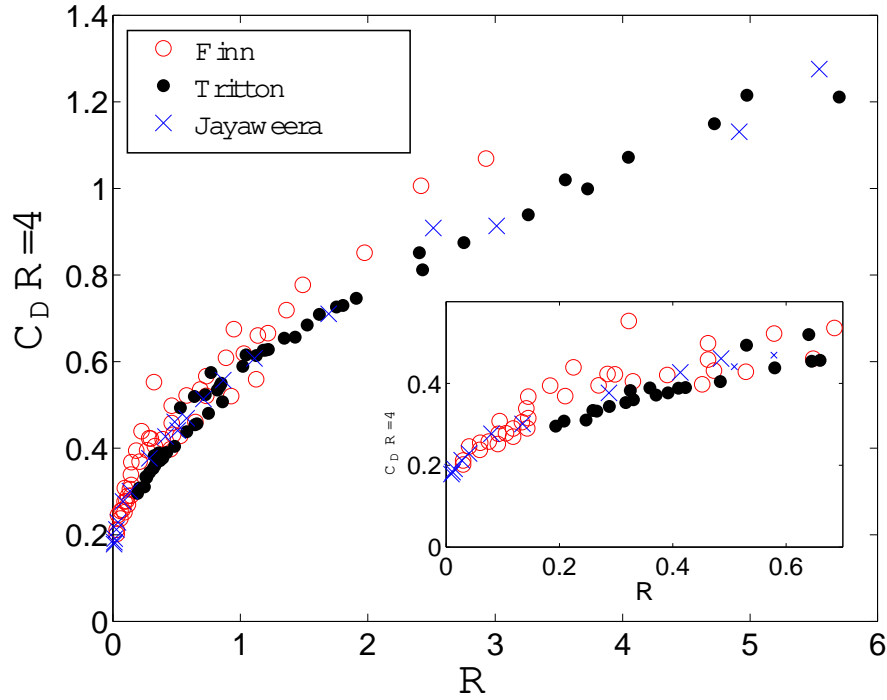 1.4
1.2
1
0.8
0.6
0.4
0.2
0
C_D R = 4
Finn
Tritton
Jayaweera
0.4
0.2
0
C_D R = 4
0 0.2 0.4 0.6
R
0 1 2 3 4 5 6
R